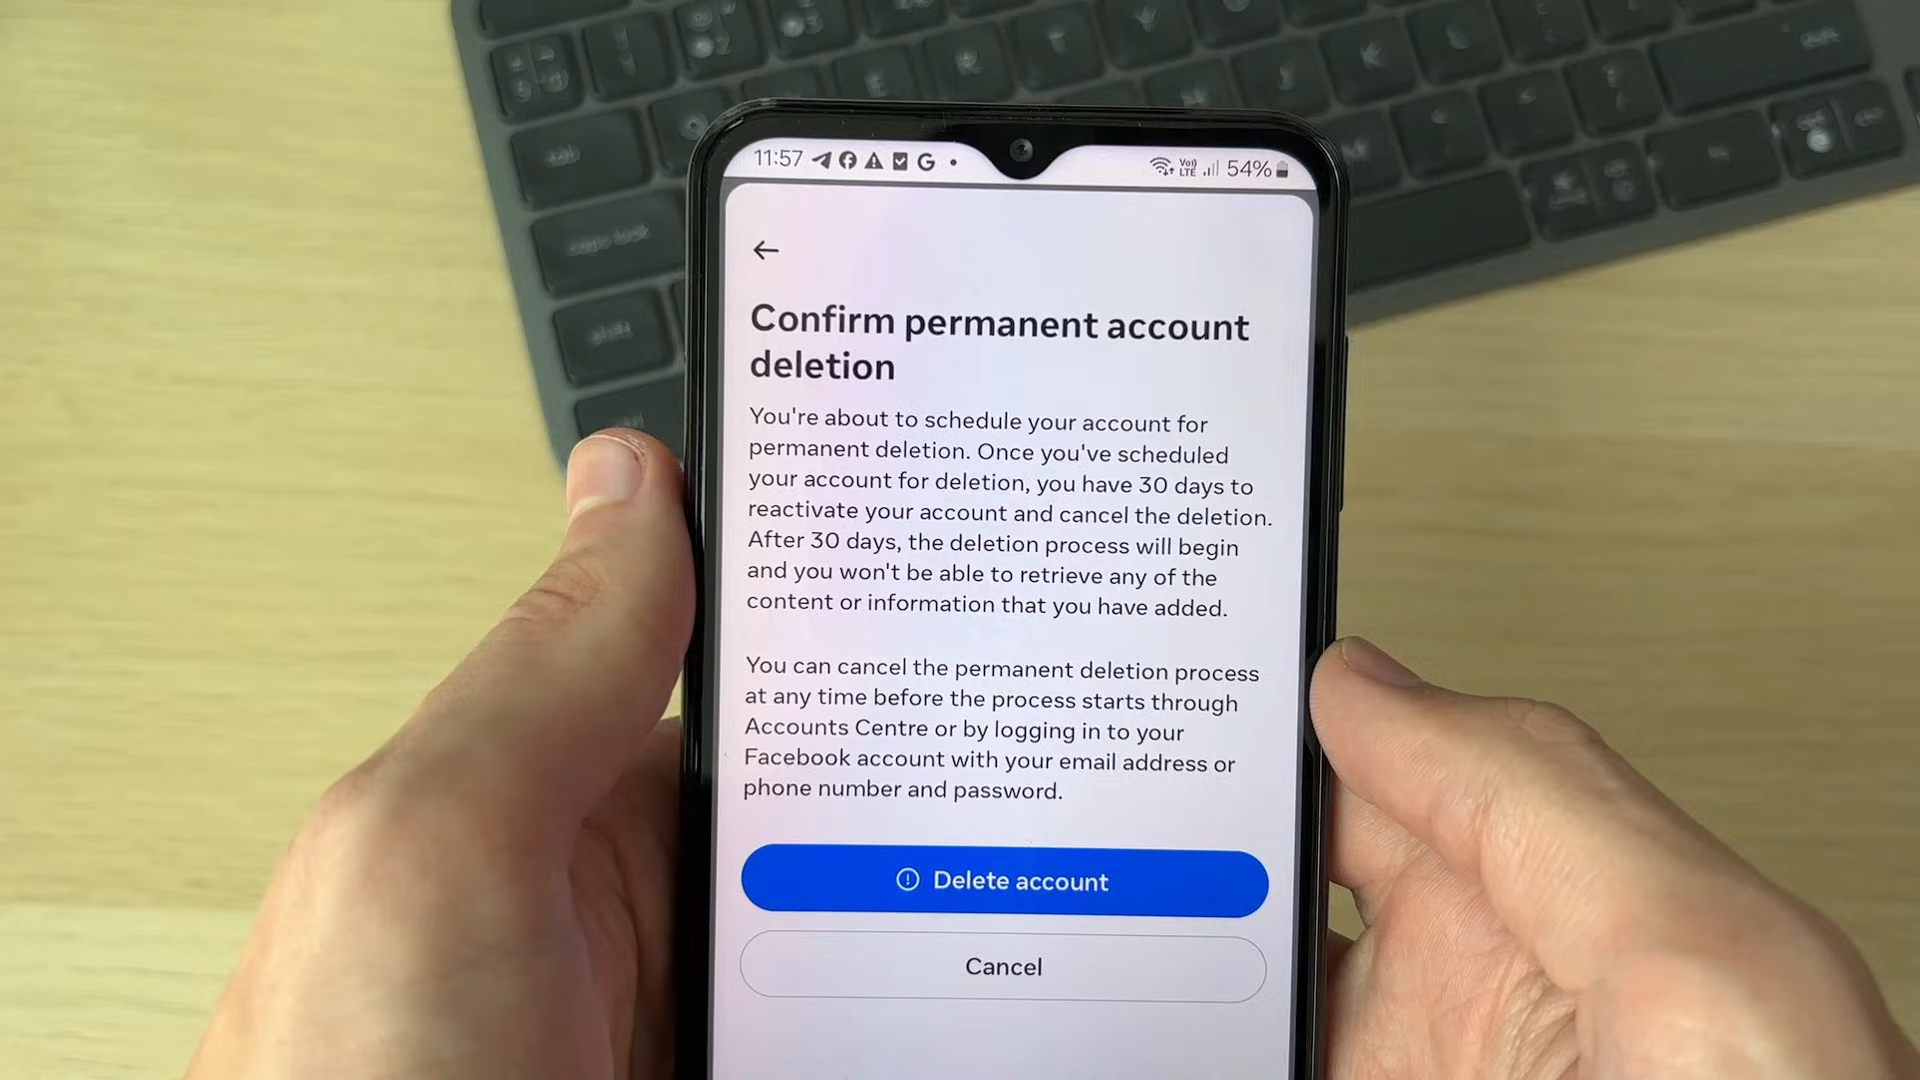 11:57
Vo))
LTE
54%
Confirm permanent account
deletion
You're about to schedule your account for
permanent deletion. Once you've scheduled
your account for deletion, you have 30 days to
reactivate your account and cancel the deletion.
After 30 days, the deletion process will begin
and you won't be able to retrieve any of the
content or information that you have added.
You can cancel the permanent deletion process
at any time before the process starts through
Accounts Centre or by logging in to your
Facebook account with your email address or
phone number and password.
Delete account
Cancel
caps lock
shift